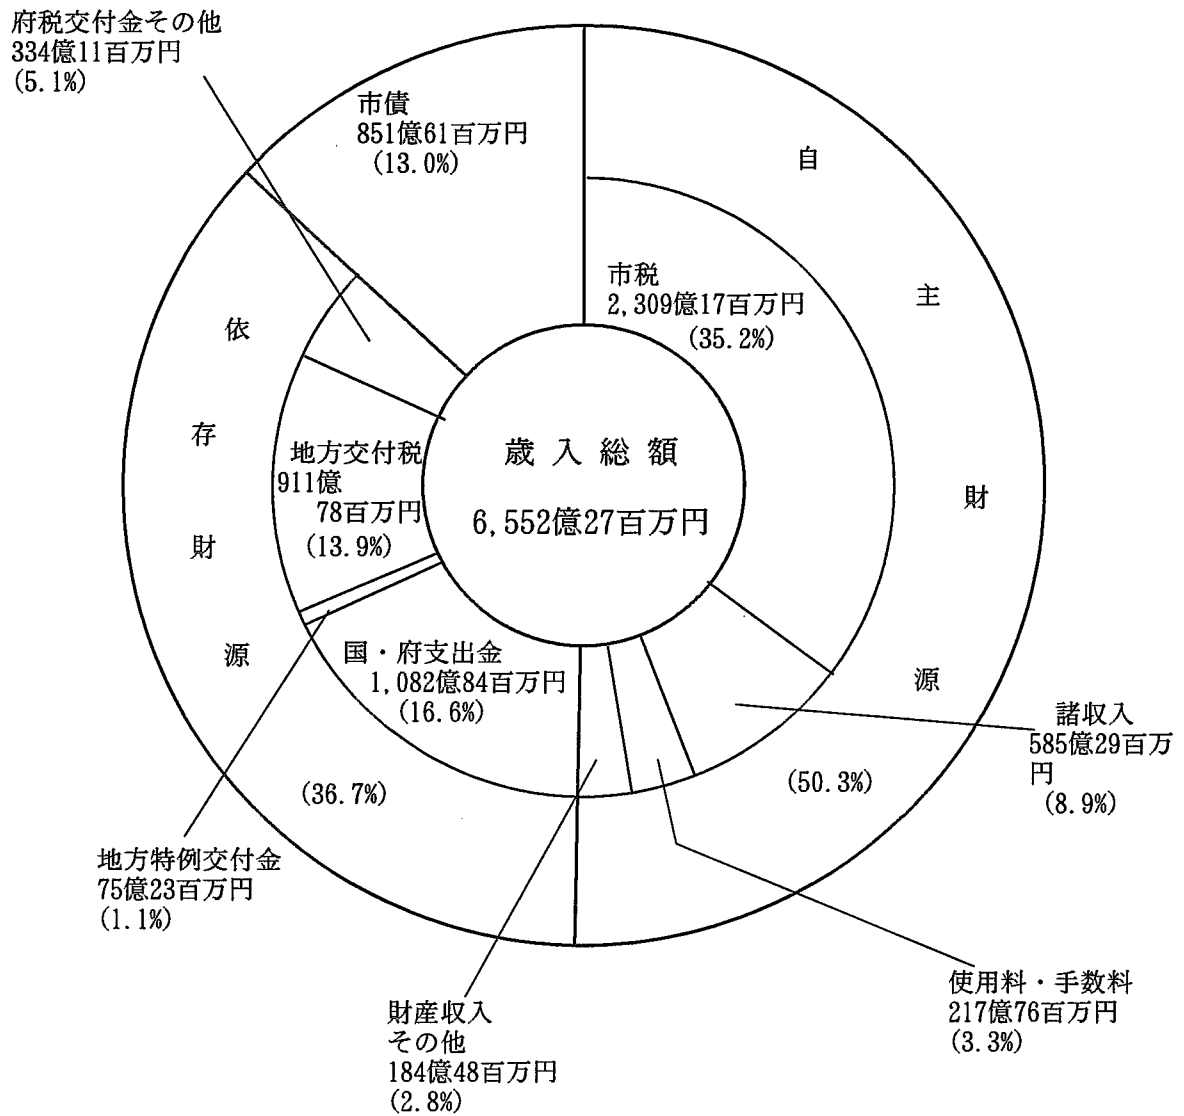 府税交付金その他
334億11百万円
(5.1%)
市債
851億61百万円
(13.0%)
自
主
財
源
(50.3%)
市税
2,309億17百万円
(35.2%)
歳入総額
6,552億27百万円
依
存
財
源
(36.7%)
地方交付税
911億
78百万円
(13.9%)
国・府支出金
1,082億84百万円
(16.6%)
諸収入
585億29百万
円
(8.9%)
地方特例交付金
75億23百万円
(1.1%)
使用料・手数料
217億76百万円
(3.3%)
財産収入
その他
184億48百万円
(2.8%)